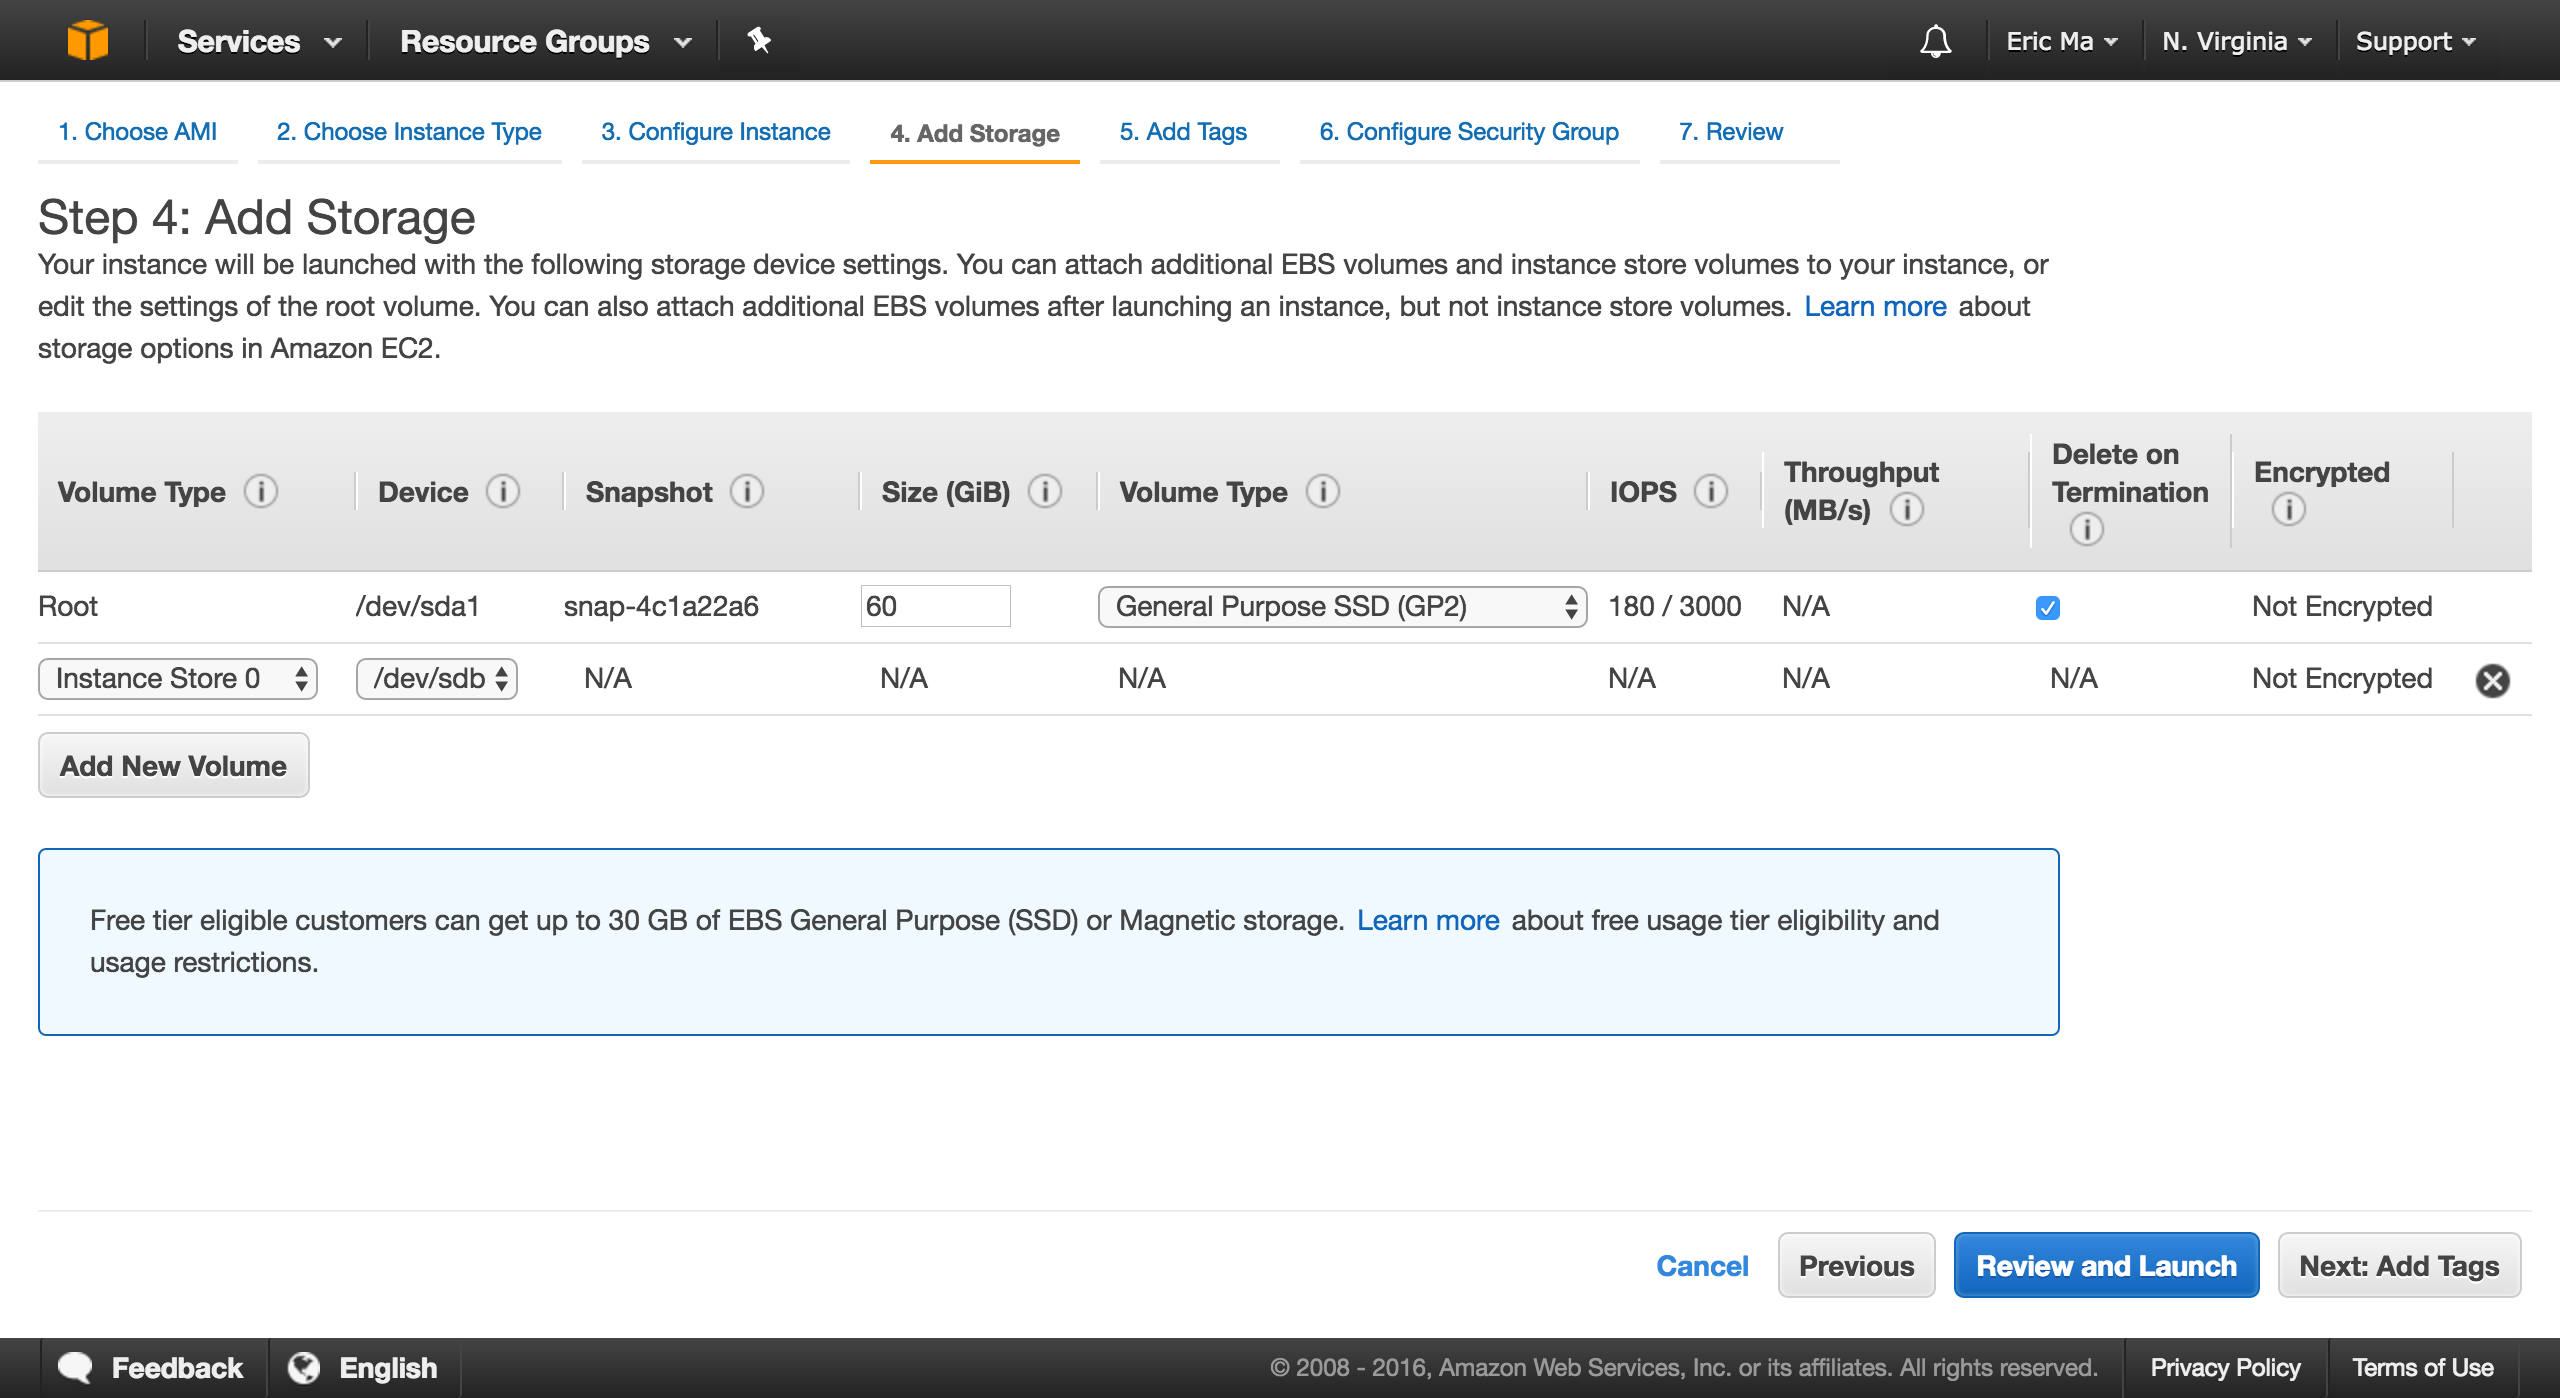 Services
Resource Groups
Eric Ma
N. Virginia
Support
1. Choose AMI
2. Choose Instance Type
3. Configure Instance
4. Add Storage
5. Add Tags
6. Configure Security Group
7. Review
Step 4: Add Storage
Your instance will be launched with the following storage device settings. You can attach additional EBS volumes and instance store volumes to your instance, or
edit the settings of the root volume. You can also attach additional EBS volumes after launching an instance, but not instance store volumes. Learn more about
storage options in Amazon EC2.
Volume Type
Device
Snapshot
Size (GiB)
Volume Type
IOPS
Throughput
(MB/s)
Delete on
Termination
Encrypted
Root
/dev/sda1
snap-4c1a22a6
60
General Purpose SSD (GP2)
180 / 3000
N/A
Not Encrypted
Instance Store 0
/dev/sdb
N/A
N/A
N/A
N/A
N/A
N/A
Not Encrypted
Add New Volume
Free tier eligible customers can get up to 30 GB of EBS General Purpose (SSD) or Magnetic storage. Learn more about free usage tier eligibility and
usage restrictions.
Cancel
Previous
Review and Launch
Next: Add Tags
Feedback
English
© 2008 - 2016, Amazon Web Services, Inc. or its affiliates. All rights reserved.
Privacy Policy
Terms of Use